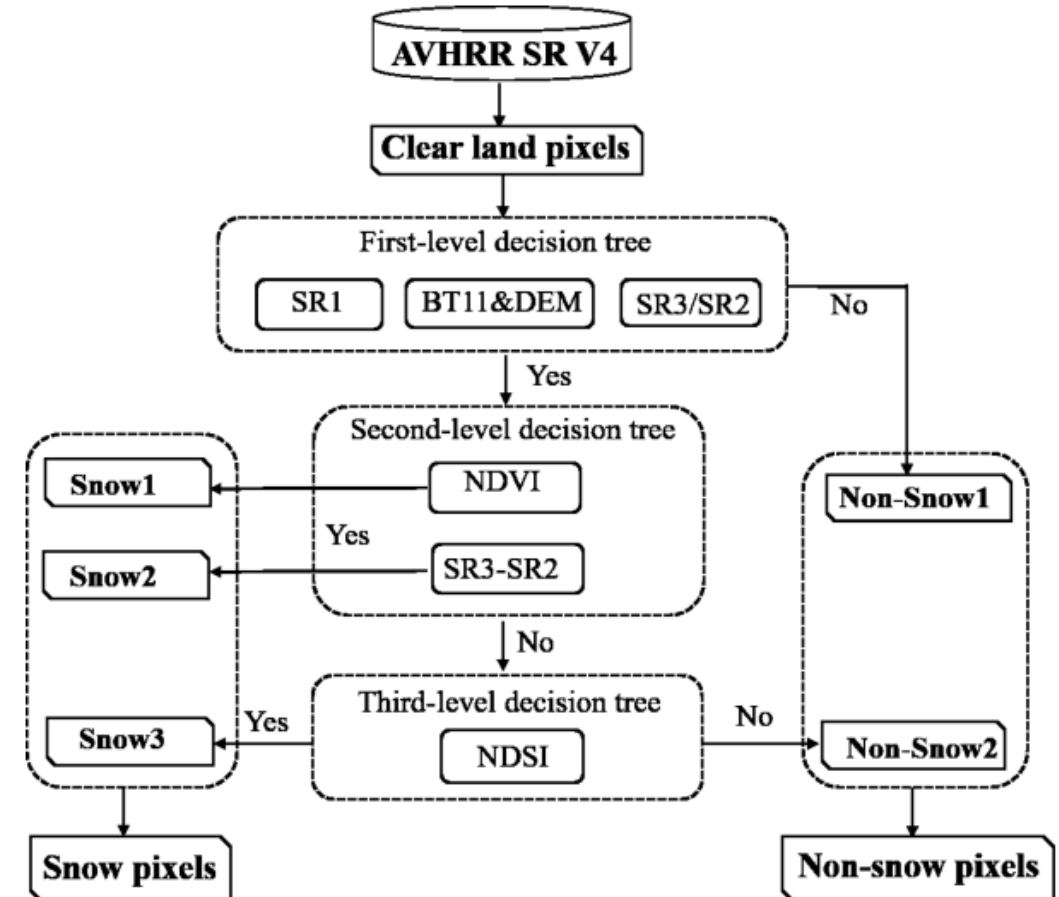 AVHRR SR V4
Clear land pixels
First-level decision tree
SR1
BT11&DEM
SR3/SR2
No
Yes
Second-level decision tree
NDVI
Snow1
Non-Snow1
Yes
SR3-SR2
Snow2
No
Third-level decision tree
Yes
No
Snow3
NDSI
Non-Snow2
Snow pixels
Non-snow pixels